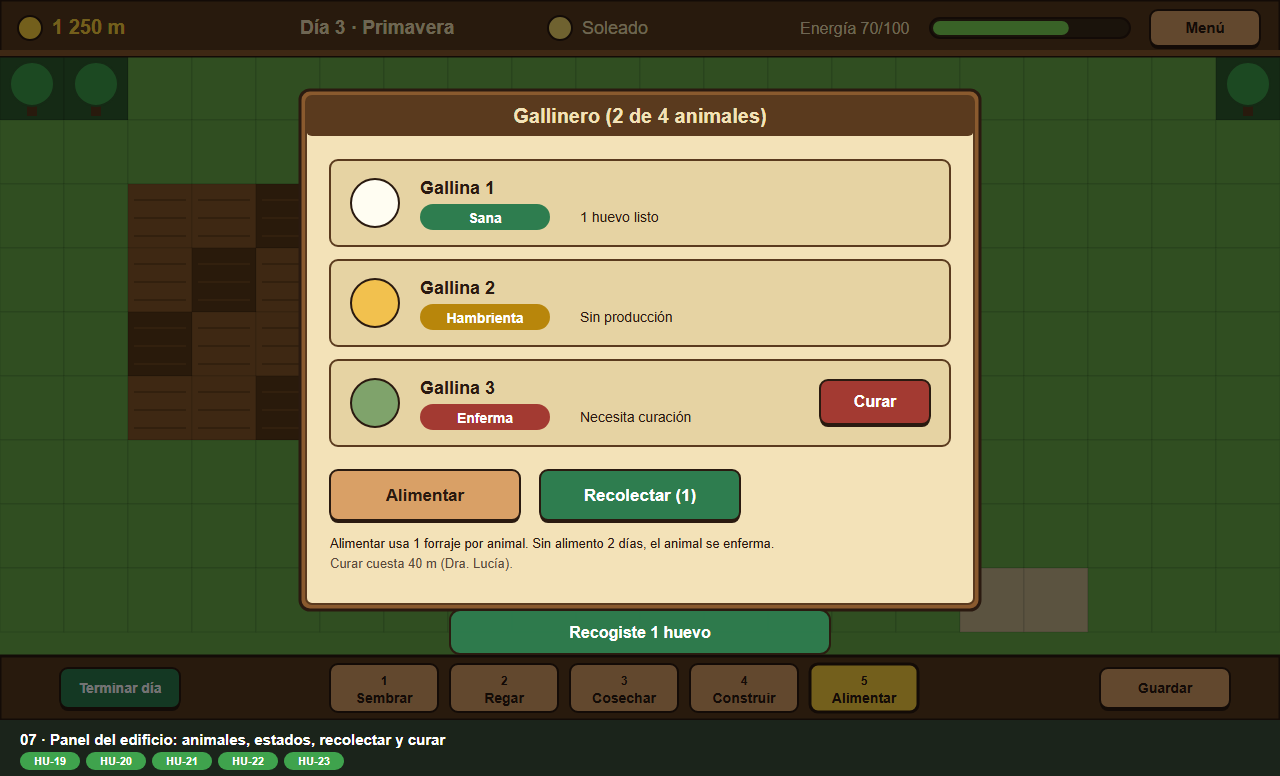 1 250 m
Día 3 · Primavera
Soleado
Energía 70/100
Menú
Gallinero (2 de 4 animales)
Gallina 1
Sana
1 huevo listo
Gallina 2
Hambrienta
Sin producción
Gallina 3
Enferma
Necesita curación
Curar
Alimentar
Recolectar (1)
Alimentar usa 1 forraje por animal. Sin alimento 2 días, el animal se enferma.
Curar cuesta 40 m (Dra. Lucía).
Recogiste 1 huevo
Terminar día
1
Sembrar
2
Regar
3
Cosechar
4
Construir
5
Alimentar
Guardar
07 · Panel del edificio: animales, estados, recolectar y curar
HU-19
HU-20
HU-21
HU-22
HU-23